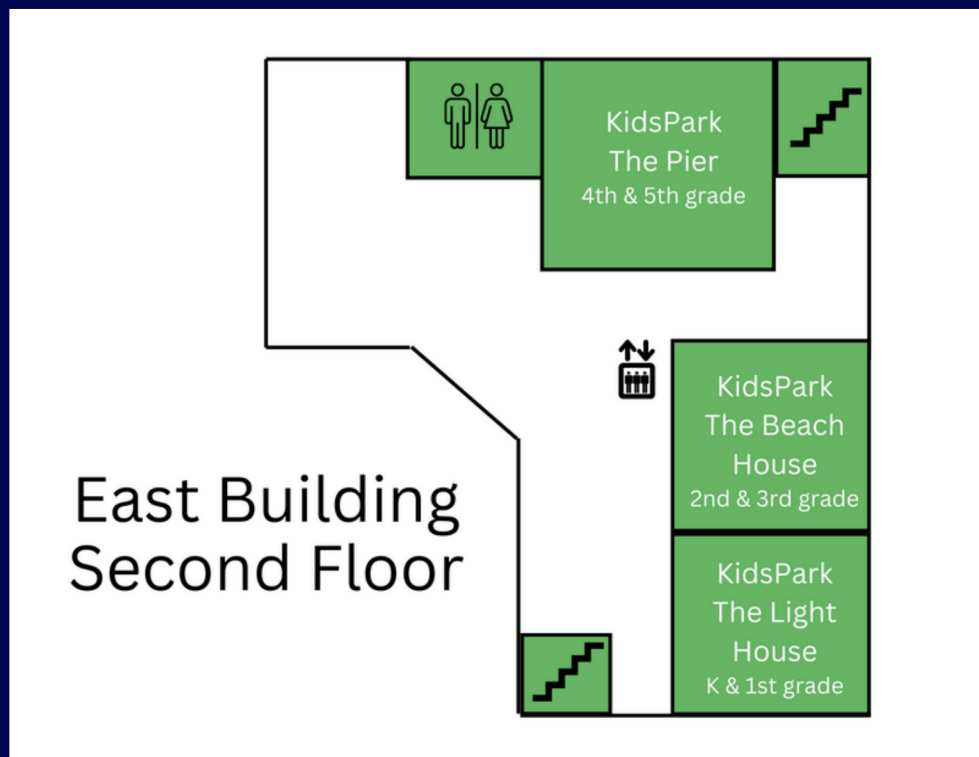 KidsPark
The Pier
4th & 5th grade
KidsPark
The Beach
House
2nd & 3rd grade
East Building
Second Floor
KidsPark
The Light
House
K & 1st grade